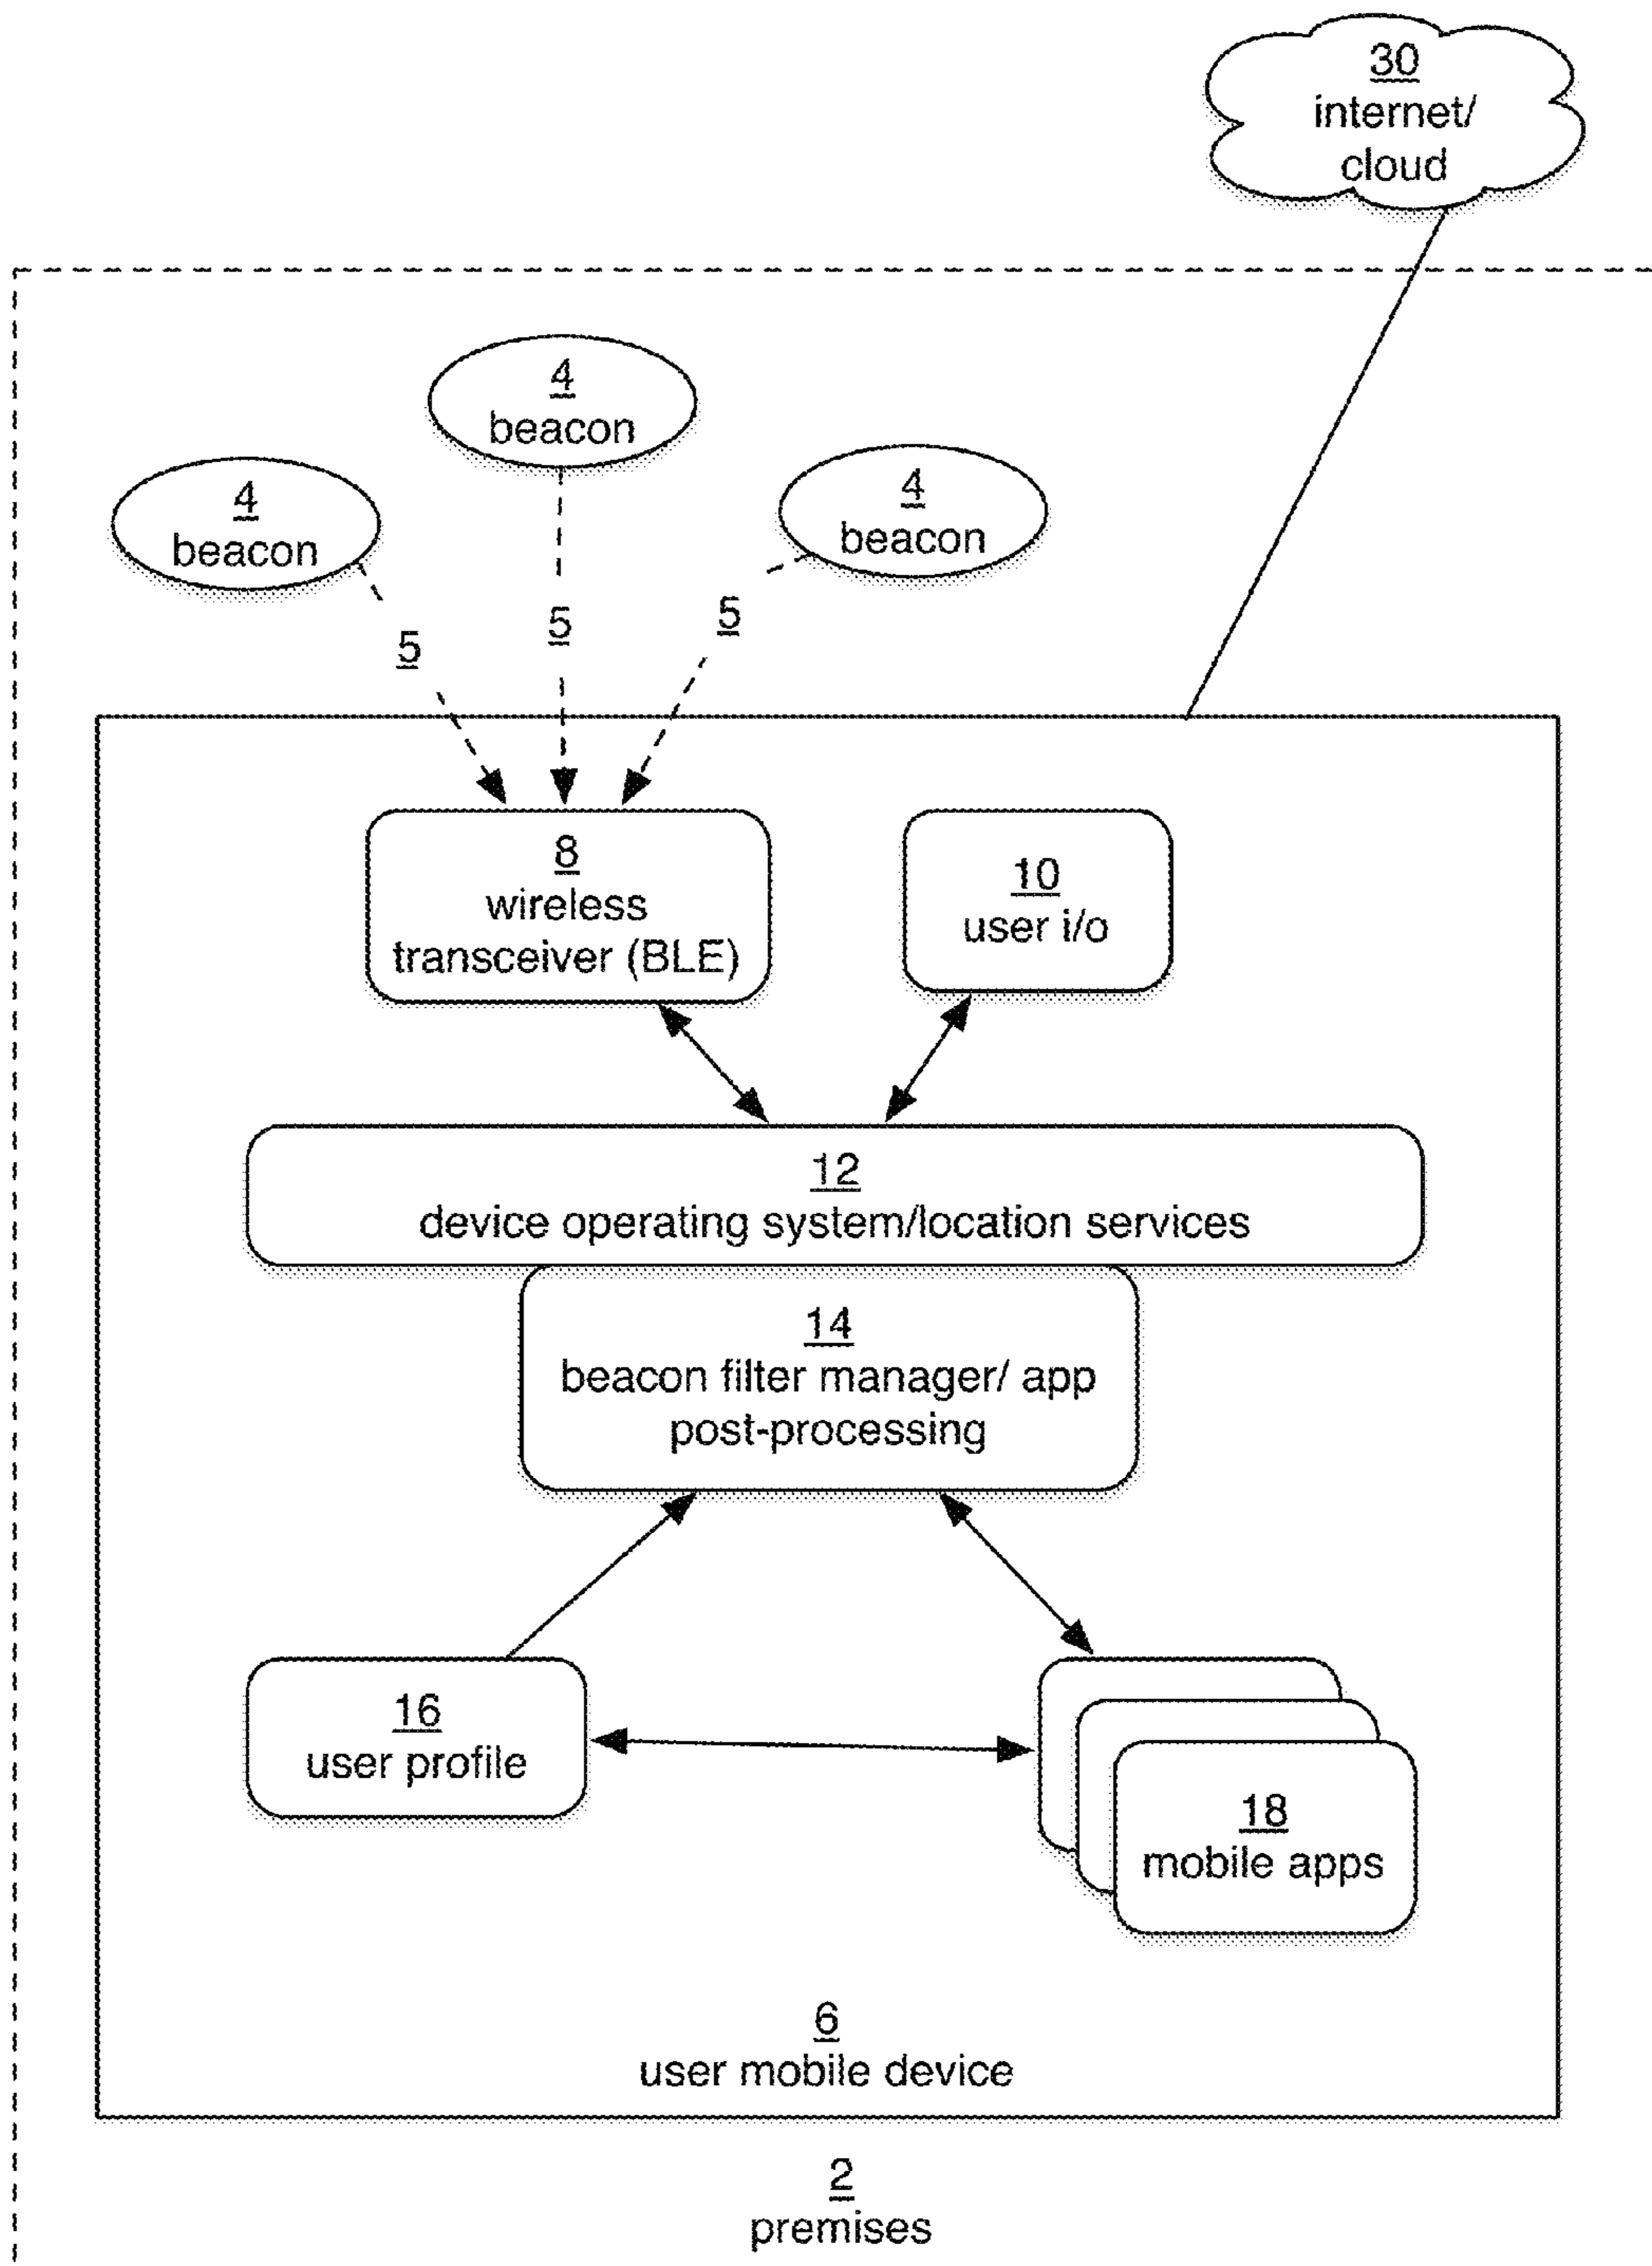 30
internet/
cloud
4
beacon
4
beacon
4
beacon
5
5
5
8
wireless
transceiver (BLE)
10
user i/o
12
device operating system/location services
14
beacon filter manager/ app
post-processing
16
user profile
18
mobile apps
6
user mobile device
2
premises